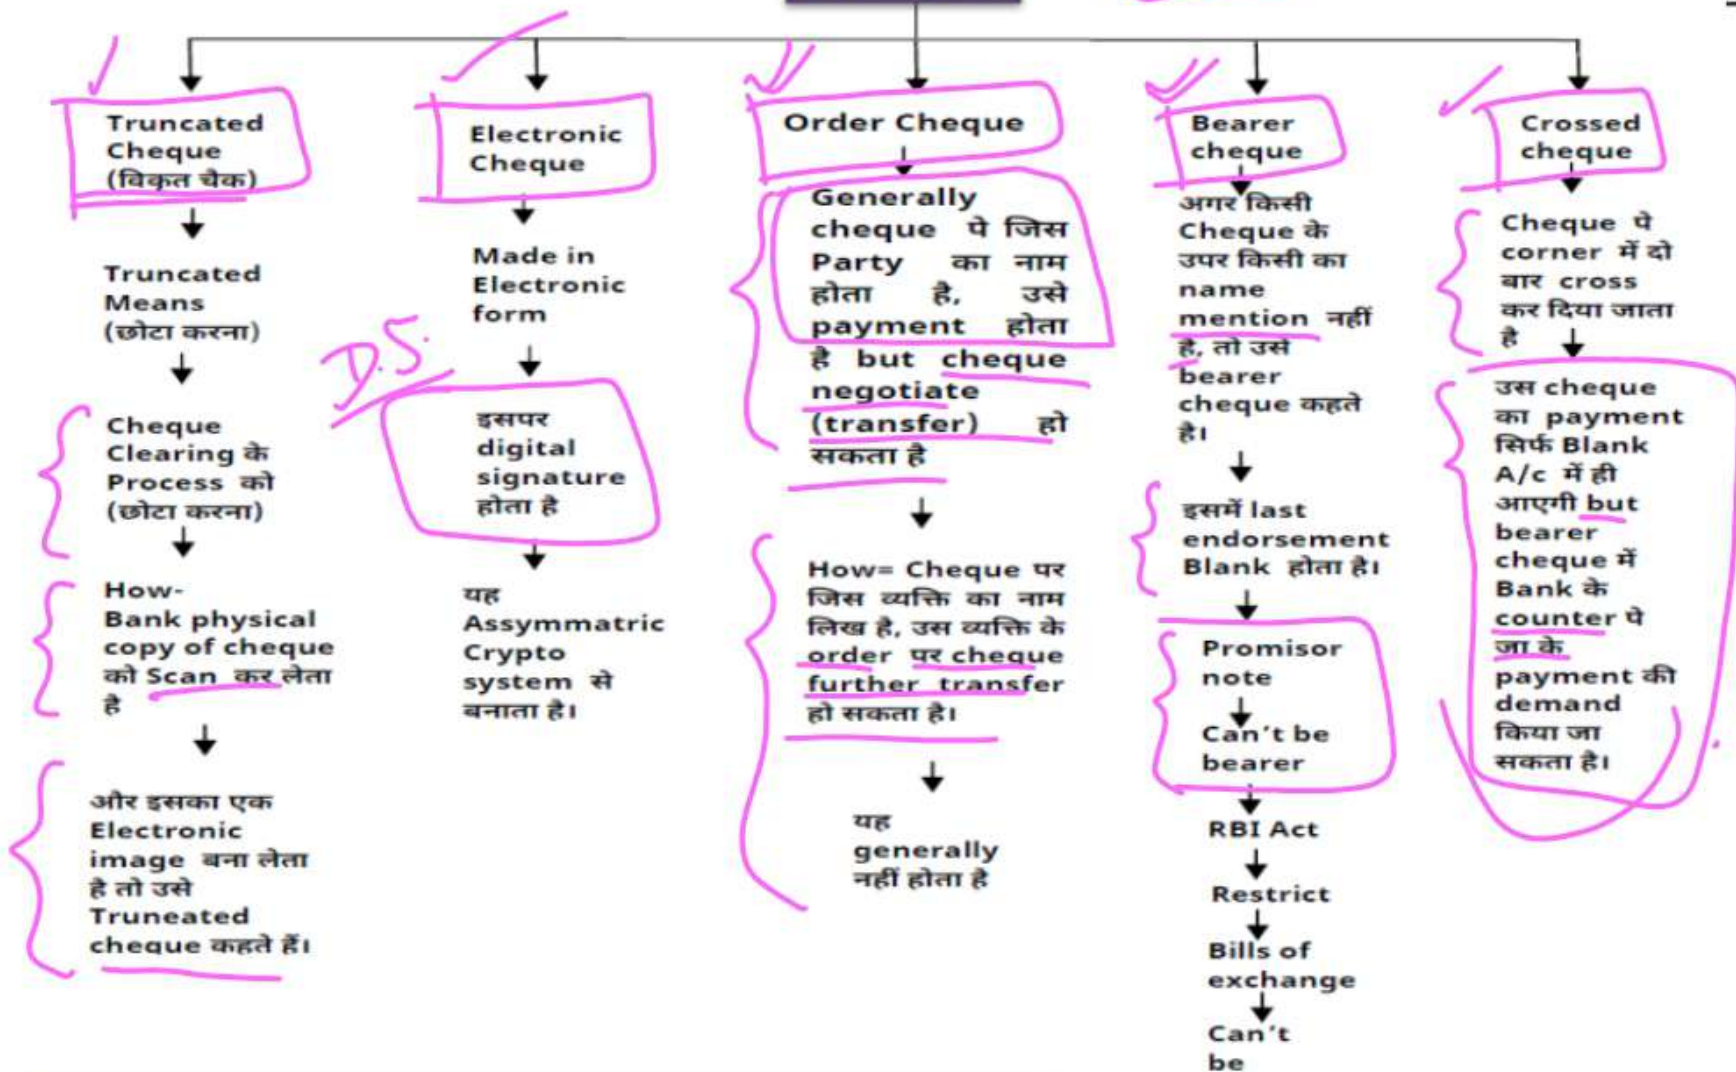 Truncated
Cheque
(विकृत चैक)
Truncated
Means
(छोटा करना)
Cheque
Clearing के
Process को
(छोटा करना)
How-
Bank physical
copy of cheque
को Scan कर लेता
है
और इसका एक
Electronic
image बना लेता
है तो उसे
Truneated
cheque कहते हैं।
Electronic
Cheque
Made in
Electronic
form
D.S.
इसपर
digital
signature
होता है
यह
Assymmatric
Crypto
system से
बनाता है।
Order Cheque
Generally
cheque पे जिस
Party का नाम
होता है, उसे
payment होता
है but cheque
negotiate
(transfer) हो
सकता है
How= Cheque पर
जिस व्यक्ति का नाम
लिख है, उस व्यक्ति के
order पर cheque
further transfer
हो सकता है।
यह
generally
नहीं होता है
Bearer
cheque
अगर किसी
Cheque के
उपर किसी का
name
mention नहीं
है, तो उसे
bearer
cheque कहते
है।
इसमें last
endorsement
Blank होता है।
Promisor
note
Can't be
bearer
RBI Act
Restrict
Bills of
exchange
Can't
be
Crossed
cheque
Cheque पे
corner में दो
बार cross
कर दिया जाता
है
उस cheque
का payment
सिर्फ Blank
A/c में ही
आएगी but
bearer
cheque में
Bank के
counter पे
जा के
payment की
demand
किया जा
सकता है।